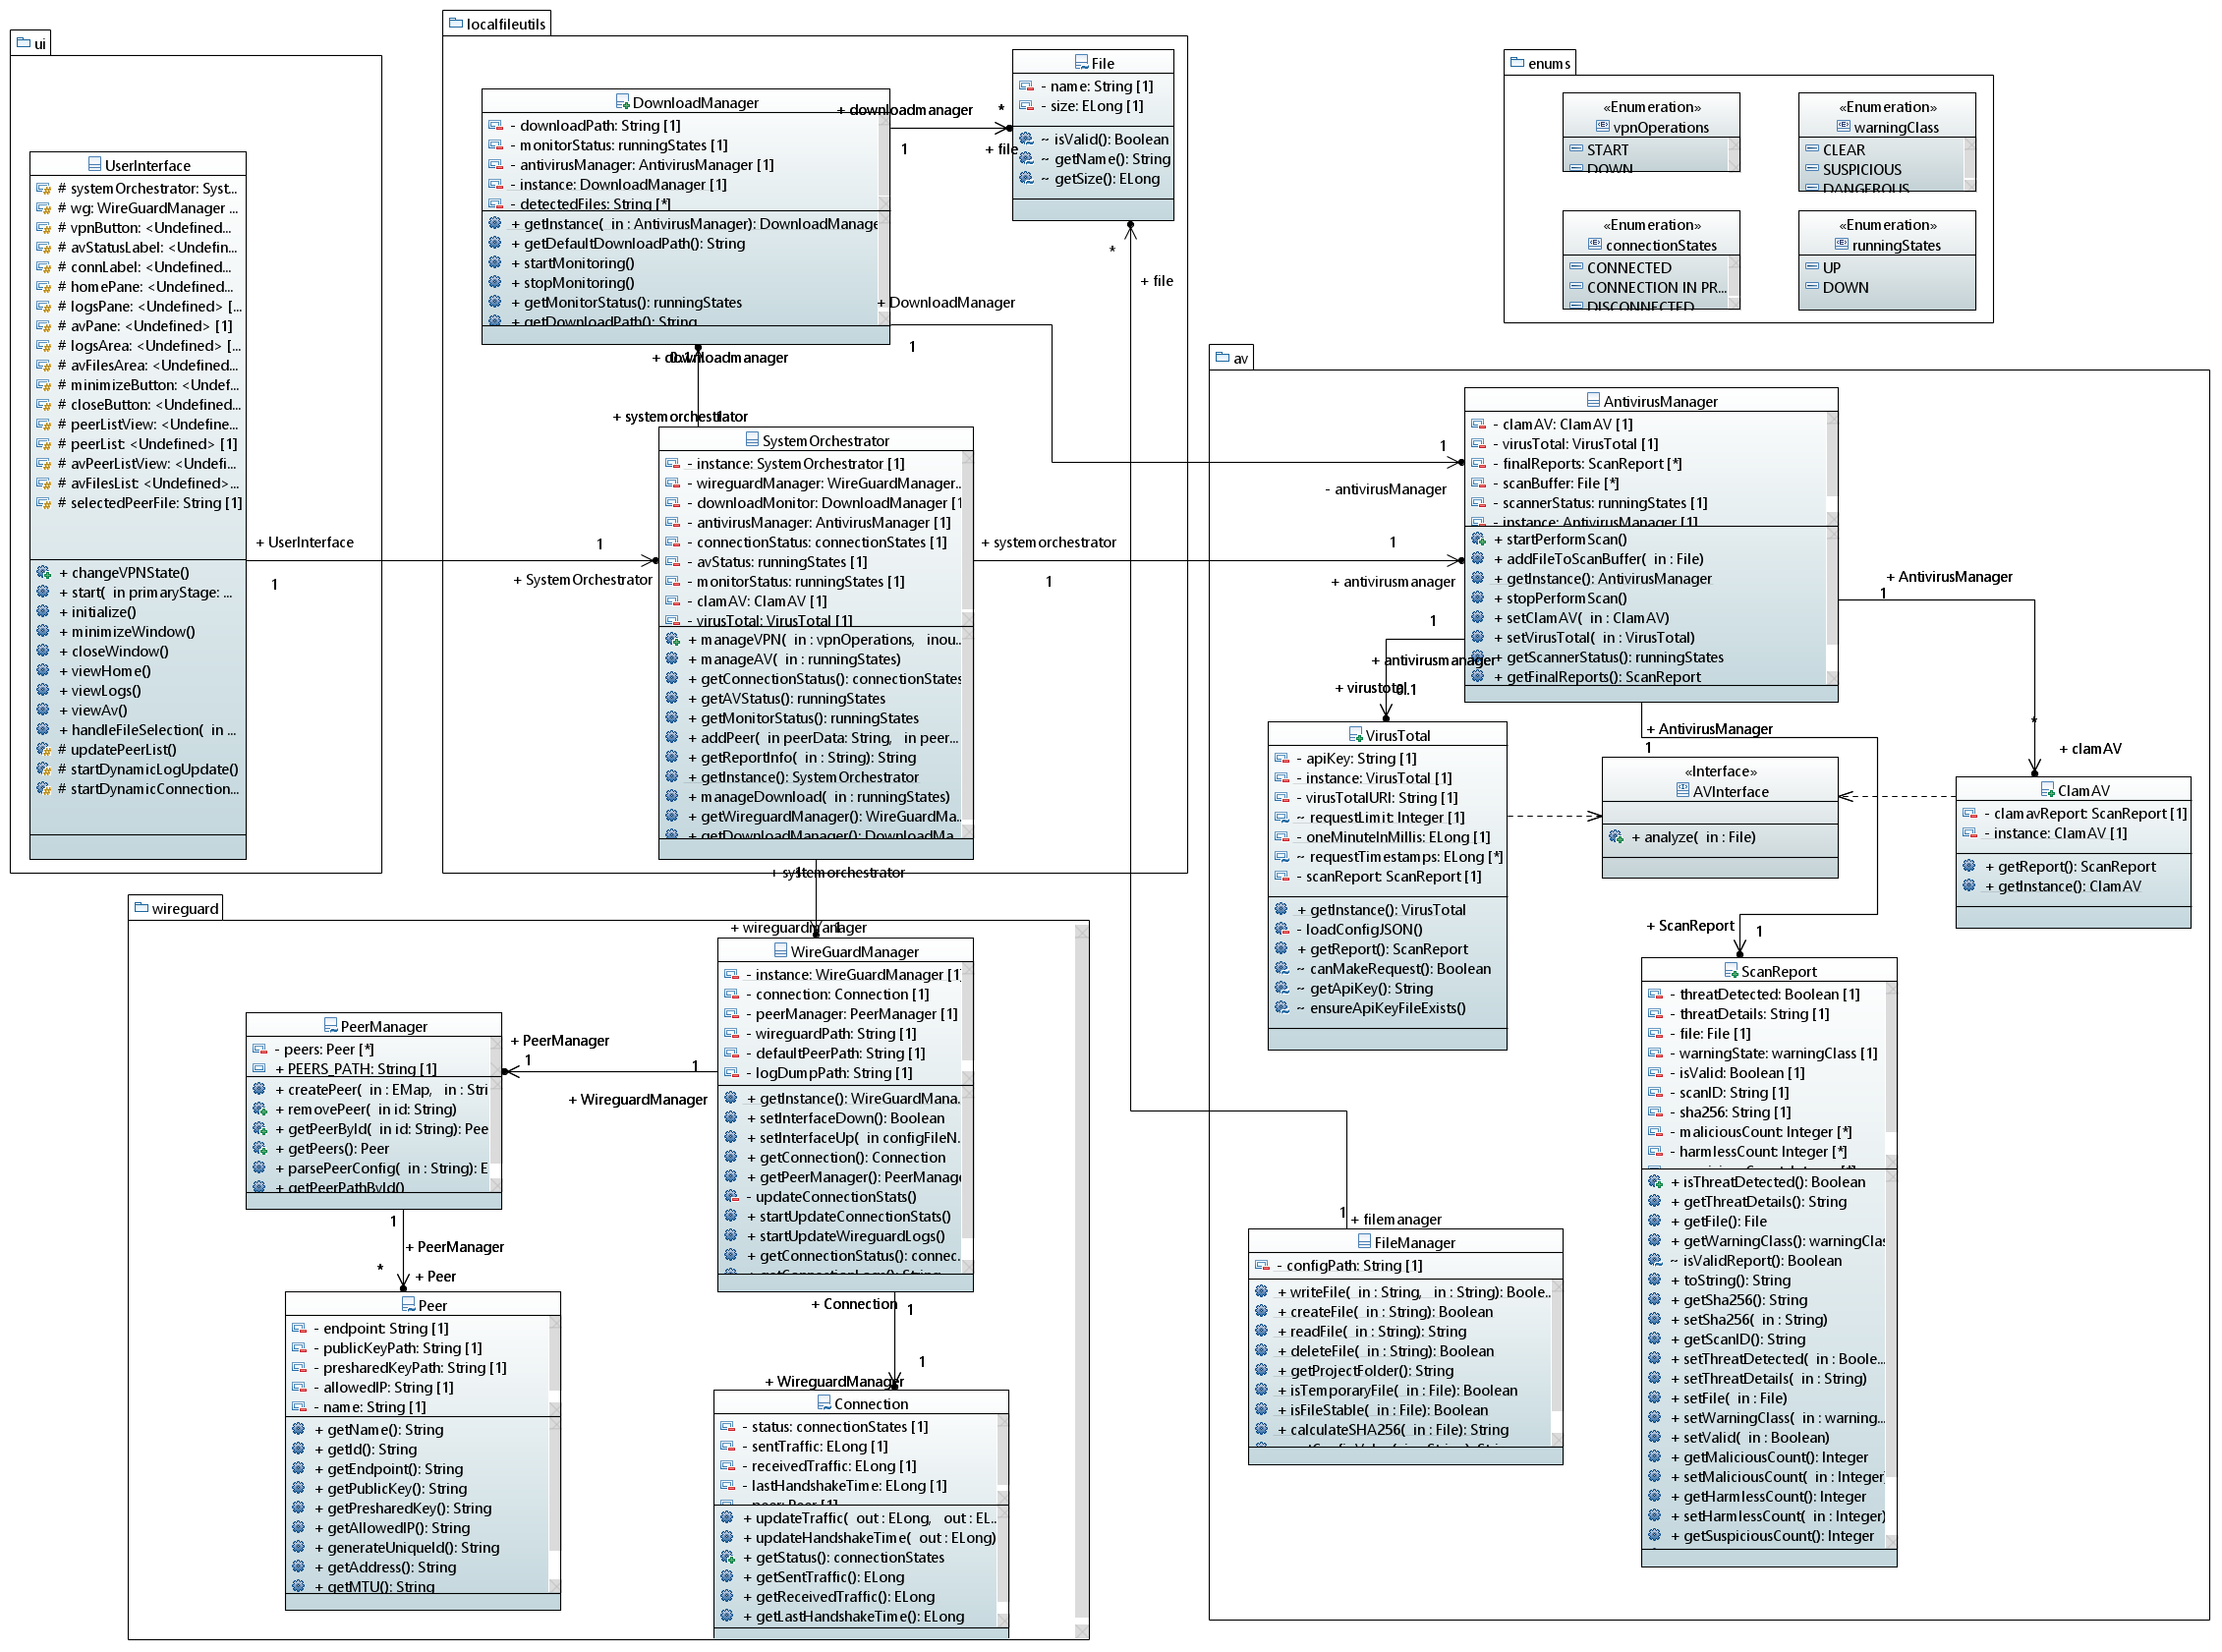 ui
UserInterface
# systemOrchestrator: Syst...
# wg: WireGuardManager ...
# vpnButton: <Undefined...
# avStatusLabel: <Undefin...
# connLabel: <Undefined...
# homePane: <Undefined...
# logsPane: <Undefined> [...
# avPane: <Undefined> [1]
# logsArea: <Undefined> [...
# avFilesArea: <Undefined...
# minimizeButton: <Undef...
# closeButton: <Undefined...
# peerListView: <Undefine...
# peerList: <Undefined> [1]
# avPeerListView: <Undefi...
# avFilesList: <Undefined>...
# selectedPeerFile: String [1]
+ changeVPNState()
+ start( in primaryStage: ...
+ initialize()
+ minimizeWindow()
+ closeWindow()
+ viewHome()
+ viewLogs()
+ viewAv()
+ handleFileSelection( in ...
# updatePeerList()
# startDynamicLogUpdate()
# startDynamicConnection...
+ UserInterface
1
1
+ SystemOrchestrator
localfileutils
DownloadManager
- downloadPath: String [1]
- monitorStatus: runningStates [1]
- antivirusManager: AntivirusManager [1]
- instance: DownloadManager [1]
- detectedFiles: String [*]
+ getInstance( in : AntivirusManager): DownloadManage
+ getDefaultDownloadPath(): String
+ startMonitoring()
+ stopMonitoring()
+ getMonitorStatus(): runningStates
+ getDownloadPath(): String
+ downloadmanager
*
1
+ file
File
- name: String [1]
- size: ELong [1]
~ isValid(): Boolean
~ getName(): String
~ getSize(): ELong
*
+ file
+ DownloadManager
1
1
- antivirusManager
+ downloadmanager
0..1
+ systemorchestrator
1
SystemOrchestrator
- instance: SystemOrchestrator [1]
- wireguardManager: WireGuardManager...
- downloadMonitor: DownloadManager [1
- antivirusManager: AntivirusManager [1]
- connectionStatus: connectionStates [1]
- avStatus: runningStates [1]
- monitorStatus: runningStates [1]
- clamAV: ClamAV [1]
- virusTotal: VirusTotal [1]
+ manageVPN( in : vpnOperations, inou...
+ manageAV( in : runningStates)
+ getConnectionStatus(): connectionStates
+ getAVStatus(): runningStates
+ getMonitorStatus(): runningStates
+ addPeer( in peerData: String, in peer...
+ getReportInfo( in : String): String
+ getInstance(): SystemOrchestrator
+ manageDownload( in : runningStates)
+ getWireguardManager(): WireGuardMa...
+ getDownloadManager(): DownloadMa...
+ systemorchestrator
1
1
+ antivirusmanager
+ systemorchestrator
1
+ wireguardManager
1
enums
«Enumeration»
vpnOperations
START
DOWN
«Enumeration»
warningClass
CLEAR
SUSPICIOUS
DANGEROUS
«Enumeration»
connectionStates
CONNECTED
CONNECTION IN PR...
DISCONNECTED
«Enumeration»
runningStates
UP
DOWN
av
AntivirusManager
- clamAV: ClamAV [1]
- virusTotal: VirusTotal [1]
- finalReports: ScanReport [*]
- scanBuffer: File [*]
- scannerStatus: runningStates [1]
- instance: AntivirusManager [1]
+ startPerformScan()
+ addFileToScanBuffer( in : File)
+ getInstance(): AntivirusManager
+ stopPerformScan()
+ setClamAV( in : ClamAV)
+ setVirusTotal( in : VirusTotal)
+ getScannerStatus(): runningStates
+ getFinalReports(): ScanReport
+ AntivirusManager
1
*
+ clamAV
1
+ antivirusmanager
+ virustotal
0..1
+ AntivirusManager
1
+ ScanReport
1
VirusTotal
- apiKey: String [1]
- instance: VirusTotal [1]
- virusTotalURI: String [1]
~ requestLimit: Integer [1]
- oneMinuteInMillis: ELong [1]
~ requestTimestamps: ELong [*]
- scanReport: ScanReport [1]
+ getInstance(): VirusTotal
- loadConfigJSON()
+ getReport(): ScanReport
~ canMakeRequest(): Boolean
~ getApiKey(): String
~ ensureApiKeyFileExists()
«Interface»
AVInterface
+ analyze( in : File)
ClamAV
- clamavReport: ScanReport [1]
- instance: ClamAV [1]
+ getReport(): ScanReport
+ getInstance(): ClamAV
ScanReport
- threatDetected: Boolean [1]
- threatDetails: String [1]
- file: File [1]
- warningState: warningClass [1]
- isValid: Boolean [1]
- scanID: String [1]
- sha256: String [1]
- maliciousCount: Integer [*]
- harmlessCount: Integer [*]
+ isThreatDetected(): Boolean
+ getThreatDetails(): String
+ getFile(): File
+ getWarningClass(): warningClas
~ isValidReport(): Boolean
+ toString(): String
+ getSha256(): String
+ setSha256( in : String)
+ getScanID(): String
+ setThreatDetected( in : Boole...
+ setThreatDetails( in : String)
+ setFile( in : File)
+ setWarningClass( in : warning...
+ setValid( in : Boolean)
+ getMaliciousCount(): Integer
+ setMaliciousCount( in : Integer)
+ getHarmlessCount(): Integer
+ setHarmlessCount( in : Integer)
+ getSuspiciousCount(): Integer
1
+ filemanager
FileManager
- configPath: String [1]
+ writeFile( in : String, in : String): Boole...
+ createFile( in : String): Boolean
+ readFile( in : String): String
+ deleteFile( in : String): Boolean
+ getProjectFolder(): String
+ isTemporaryFile( in : File): Boolean
+ isFileStable( in : File): Boolean
+ calculateSHA256( in : File): String
wireguard
WireGuardManager
- instance: WireGuardManager [1]
- connection: Connection [1]
- peerManager: PeerManager [1]
- wireguardPath: String [1]
- defaultPeerPath: String [1]
- logDumpPath: String [1]
+ getInstance(): WireGuardMana...
+ setInterfaceDown(): Boolean
+ setInterfaceUp( in configFileN...
+ getConnection(): Connection
+ getPeerManager(): PeerManage
- updateConnectionStats()
+ startUpdateConnectionStats()
+ startUpdateWireguardLogs()
+ getConnectionStatus(): connec...
+ getConnectionLogs(): String
+ PeerManager
1
1
+ WireguardManager
PeerManager
- peers: Peer [*]
+ PEERS_PATH: String [1]
+ createPeer( in : EMap, in : Stri
+ removePeer( in id: String)
+ getPeerById( in id: String): Pee
+ getPeers(): Peer
+ parsePeerConfig( in : String): E
+ getPeerPathById()
1
+ PeerManager
*
+ Peer
Peer
- endpoint: String [1]
- publicKeyPath: String [1]
- presharedKeyPath: String [1]
- allowedIP: String [1]
- name: String [1]
+ getName(): String
+ getId(): String
+ getEndpoint(): String
+ getPublicKey(): String
+ getPresharedKey(): String
+ getAllowedIP(): String
+ generateUniqueId(): String
+ getAddress(): String
+ getMTU(): String
+ Connection
1
1
+ WireguardManager
Connection
- status: connectionStates [1]
- sentTraffic: ELong [1]
- receivedTraffic: ELong [1]
- lastHandshakeTime: ELong [1]
- peer: Peer [1]
+ updateTraffic( out : ELong, out : EL...
+ updateHandshakeTime( out : ELong)
+ getStatus(): connectionStates
+ getSentTraffic(): ELong
+ getReceivedTraffic(): ELong
+ getLastHandshakeTime(): ELong